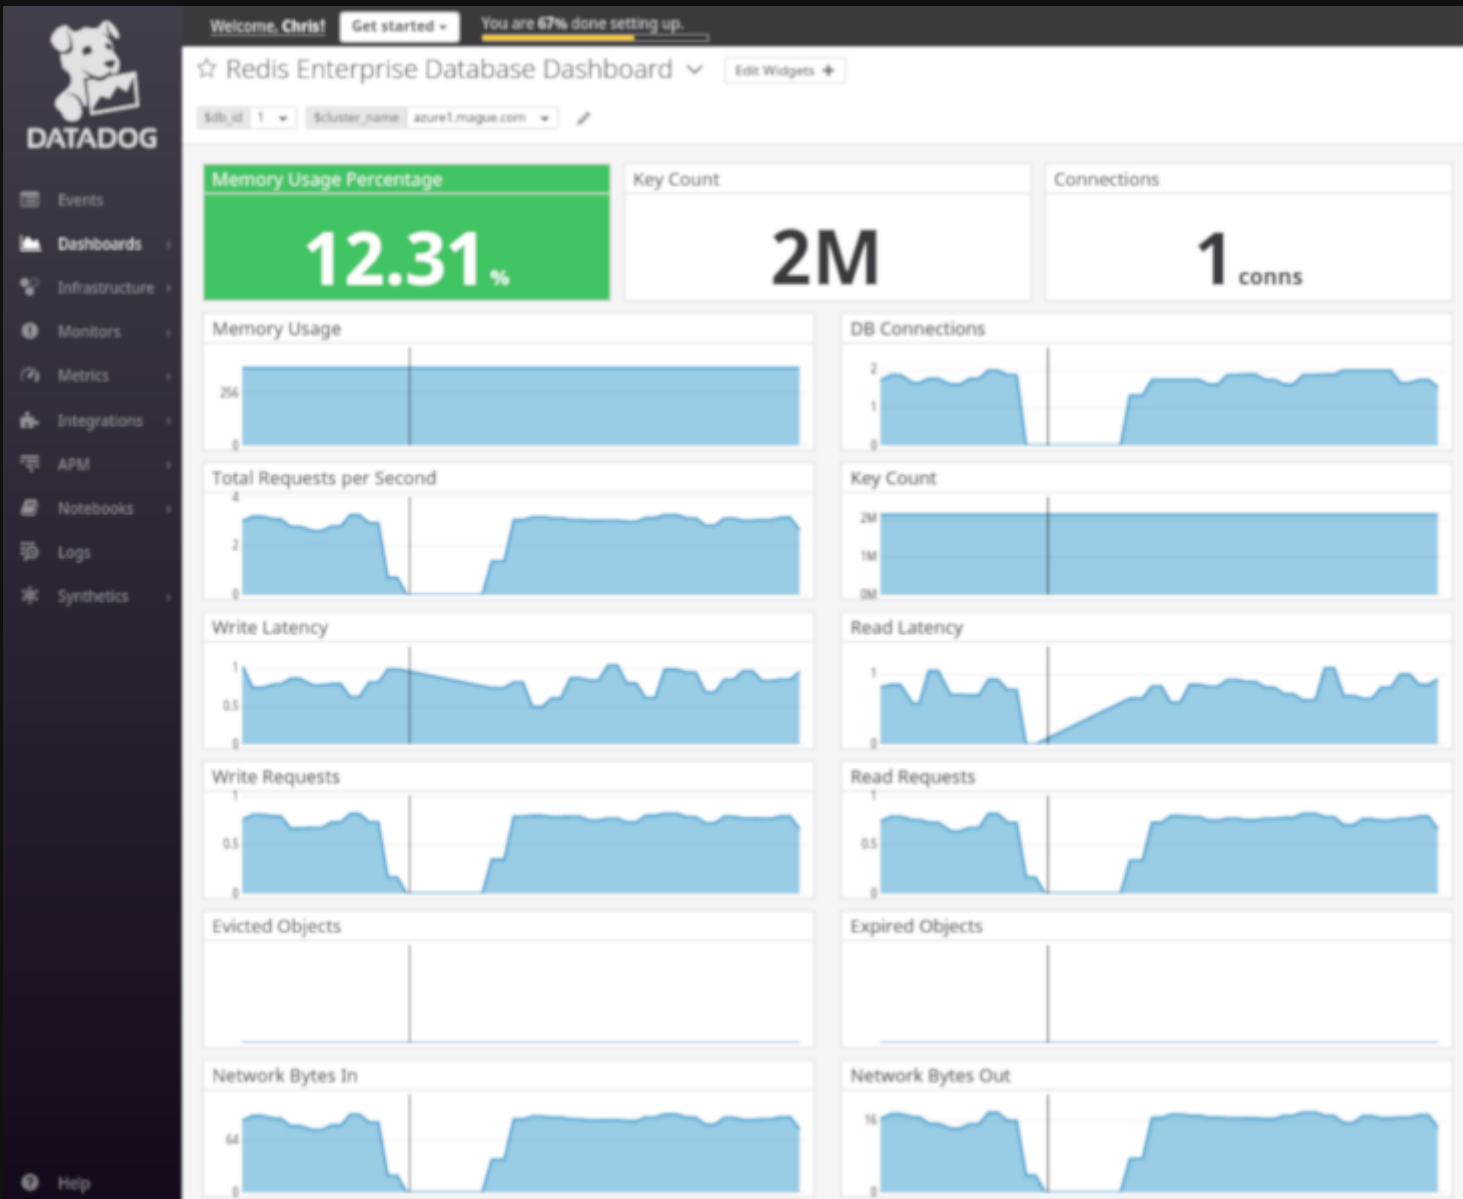 Welcome, Chris!
Get started
You are 67% done setting up.
DATADOG
Redis Enterprise Database Dashboard
Edit Widgets +
$db_id 1
$cluster_name azure1.mague.com
Events
Dashboards
Infrastructure
Monitors
Metrics
Integrations
APM
Notebooks
Logs
Synthetics
Help
Memory Usage Percentage
12.31 %
Key Count
2M
Connections
1 conns
Memory Usage
256
0
DB Connections
2
1
0
Total Requests per Second
4
2
0
Key Count
2M
1M
0M
Write Latency
1
0.5
0
Read Latency
1
0
Write Requests
1
0.5
0
Read Requests
1
0.5
0
Evicted Objects
Expired Objects
Network Bytes In
64
0
Network Bytes Out
16
0